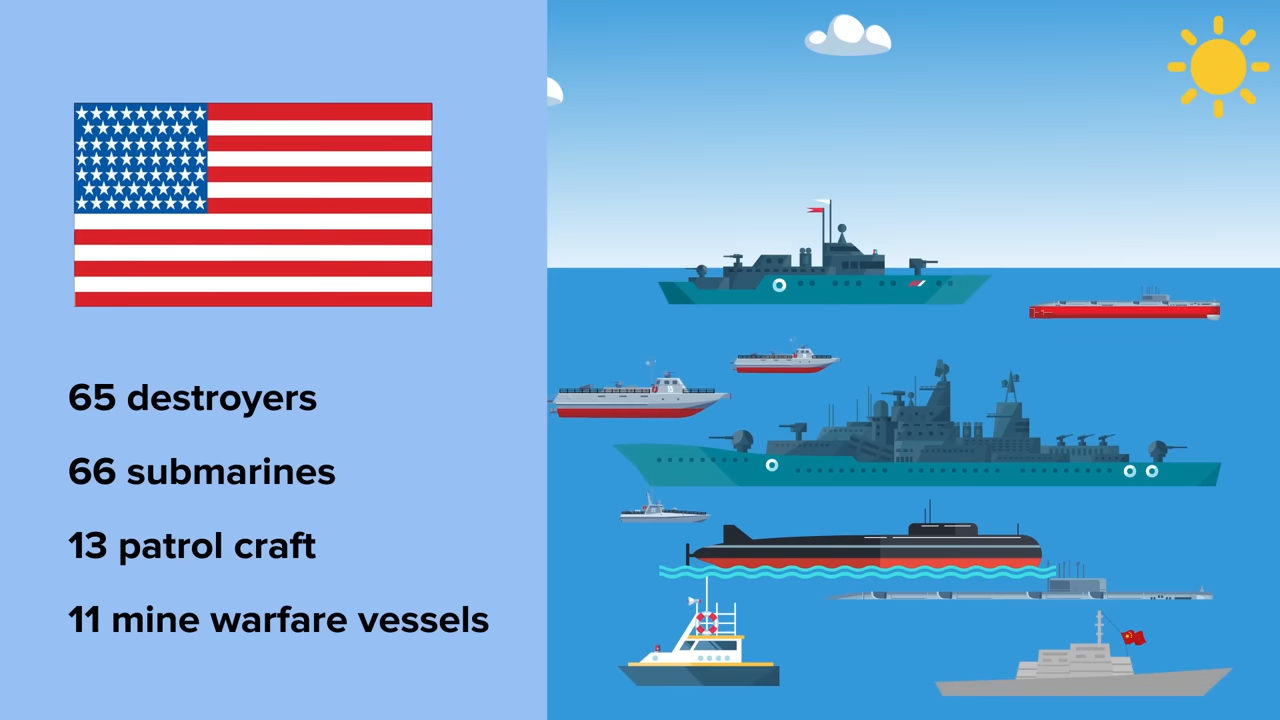 65 destroyers
66 submarines
13 patrol craft
11 mine warfare vessels